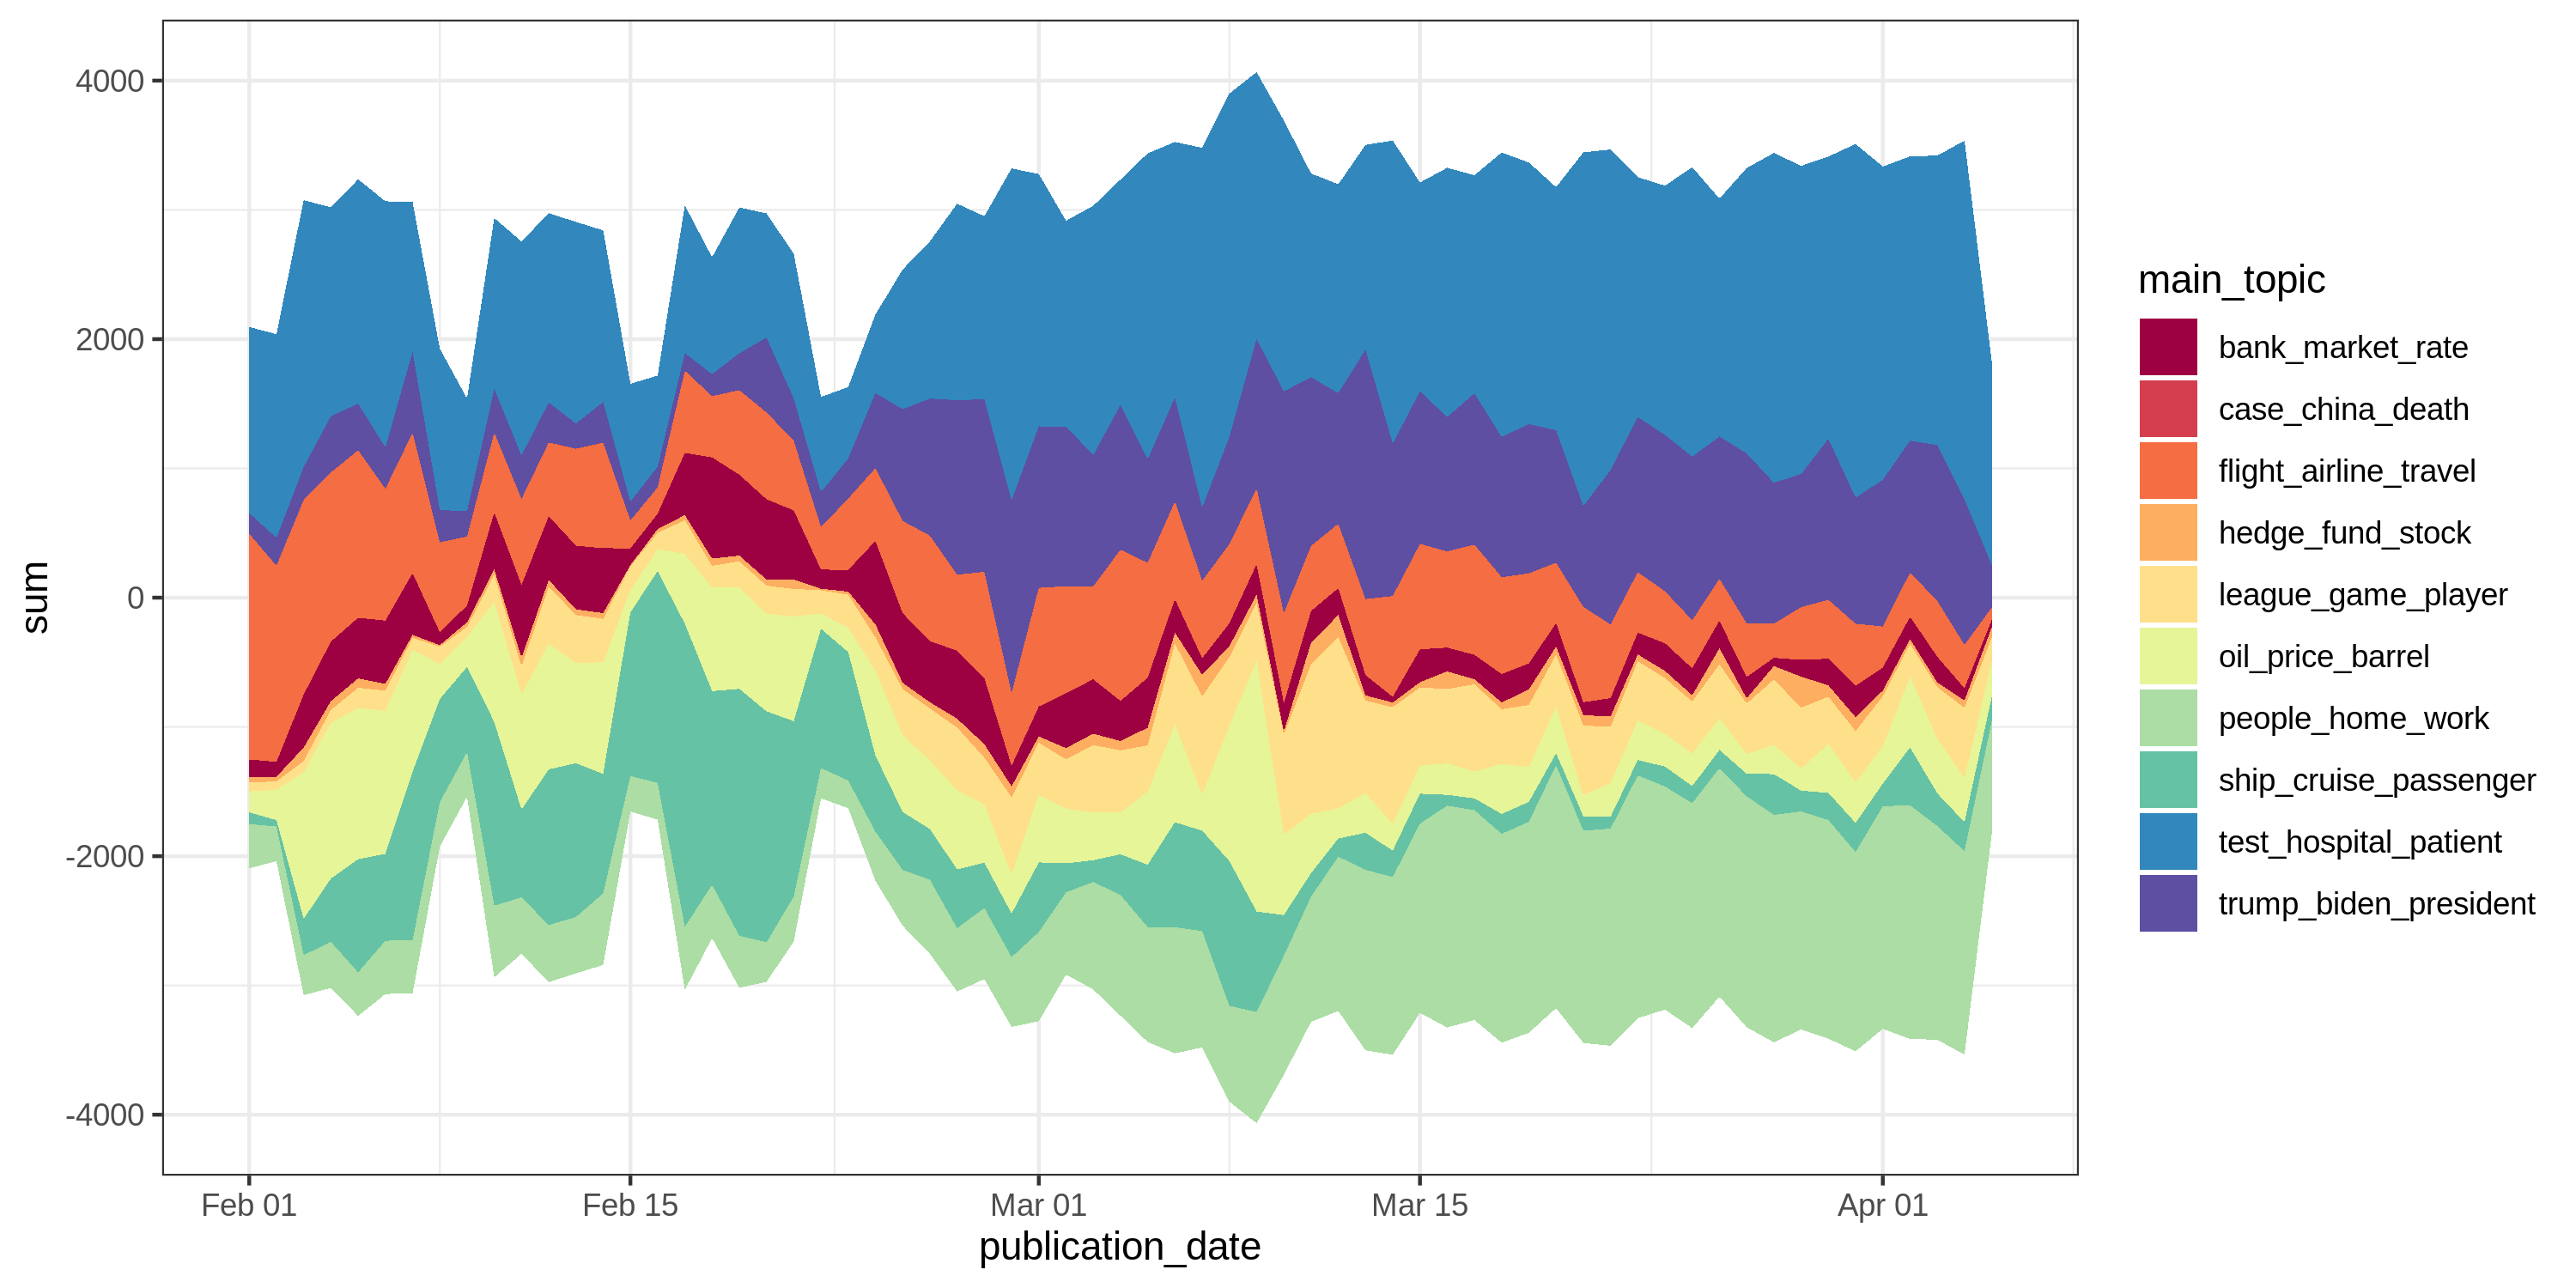 4000
2000
0
-2000
-4000
sum
Feb 01
Feb 15
Mar 01
Mar 15
Apr 01
publication_date
main_topic
bank_market_rate
case_china_death
flight_airline_travel
hedge_fund_stock
league_game_player
oil_price_barrel
people_home_work
ship_cruise_passenger
test_hospital_patient
trump_biden_president